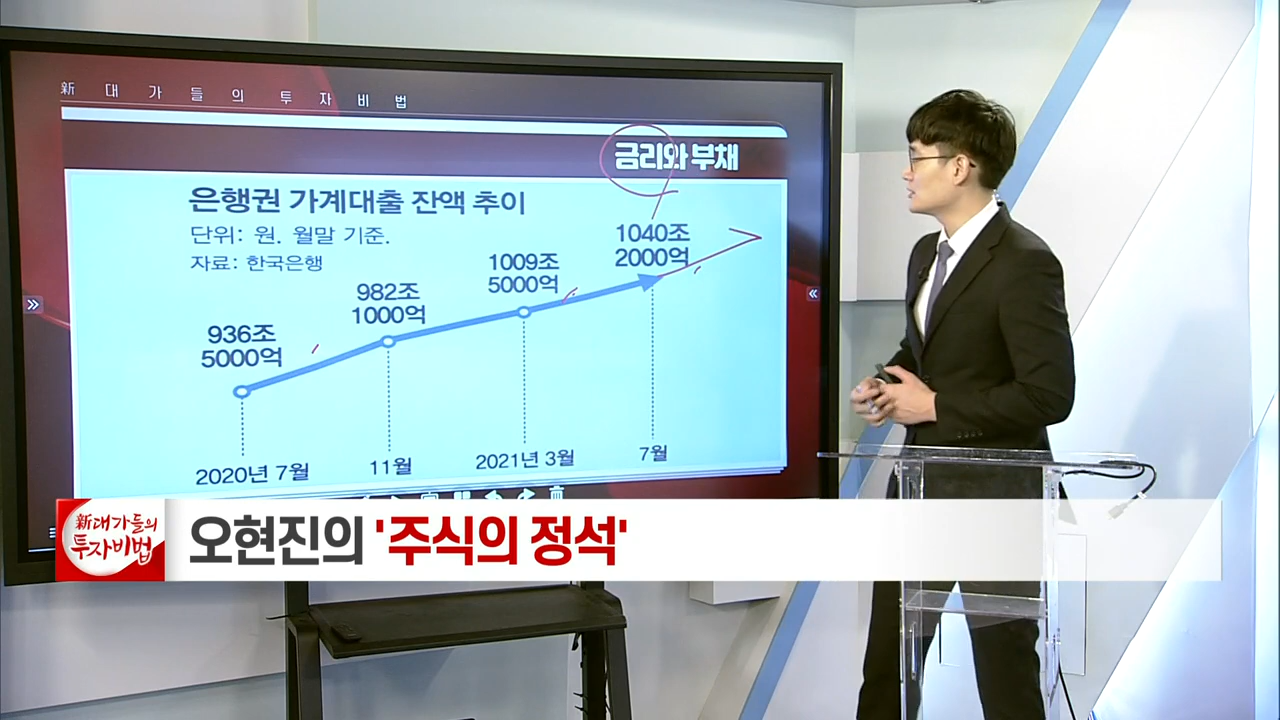 新 대 가 들 의 투 자 비 법
금리와 부채
은행권 가계대출 잔액 추이
단위: 원. 월말 기준.
자료: 한국은행
936조
5000억
982조
1000억
1009조
5000억
1040조
2000억
2020년 7월
11월
2021년 3월
7월
新대가들의
투자비법
오현진의 '주식의 정석'